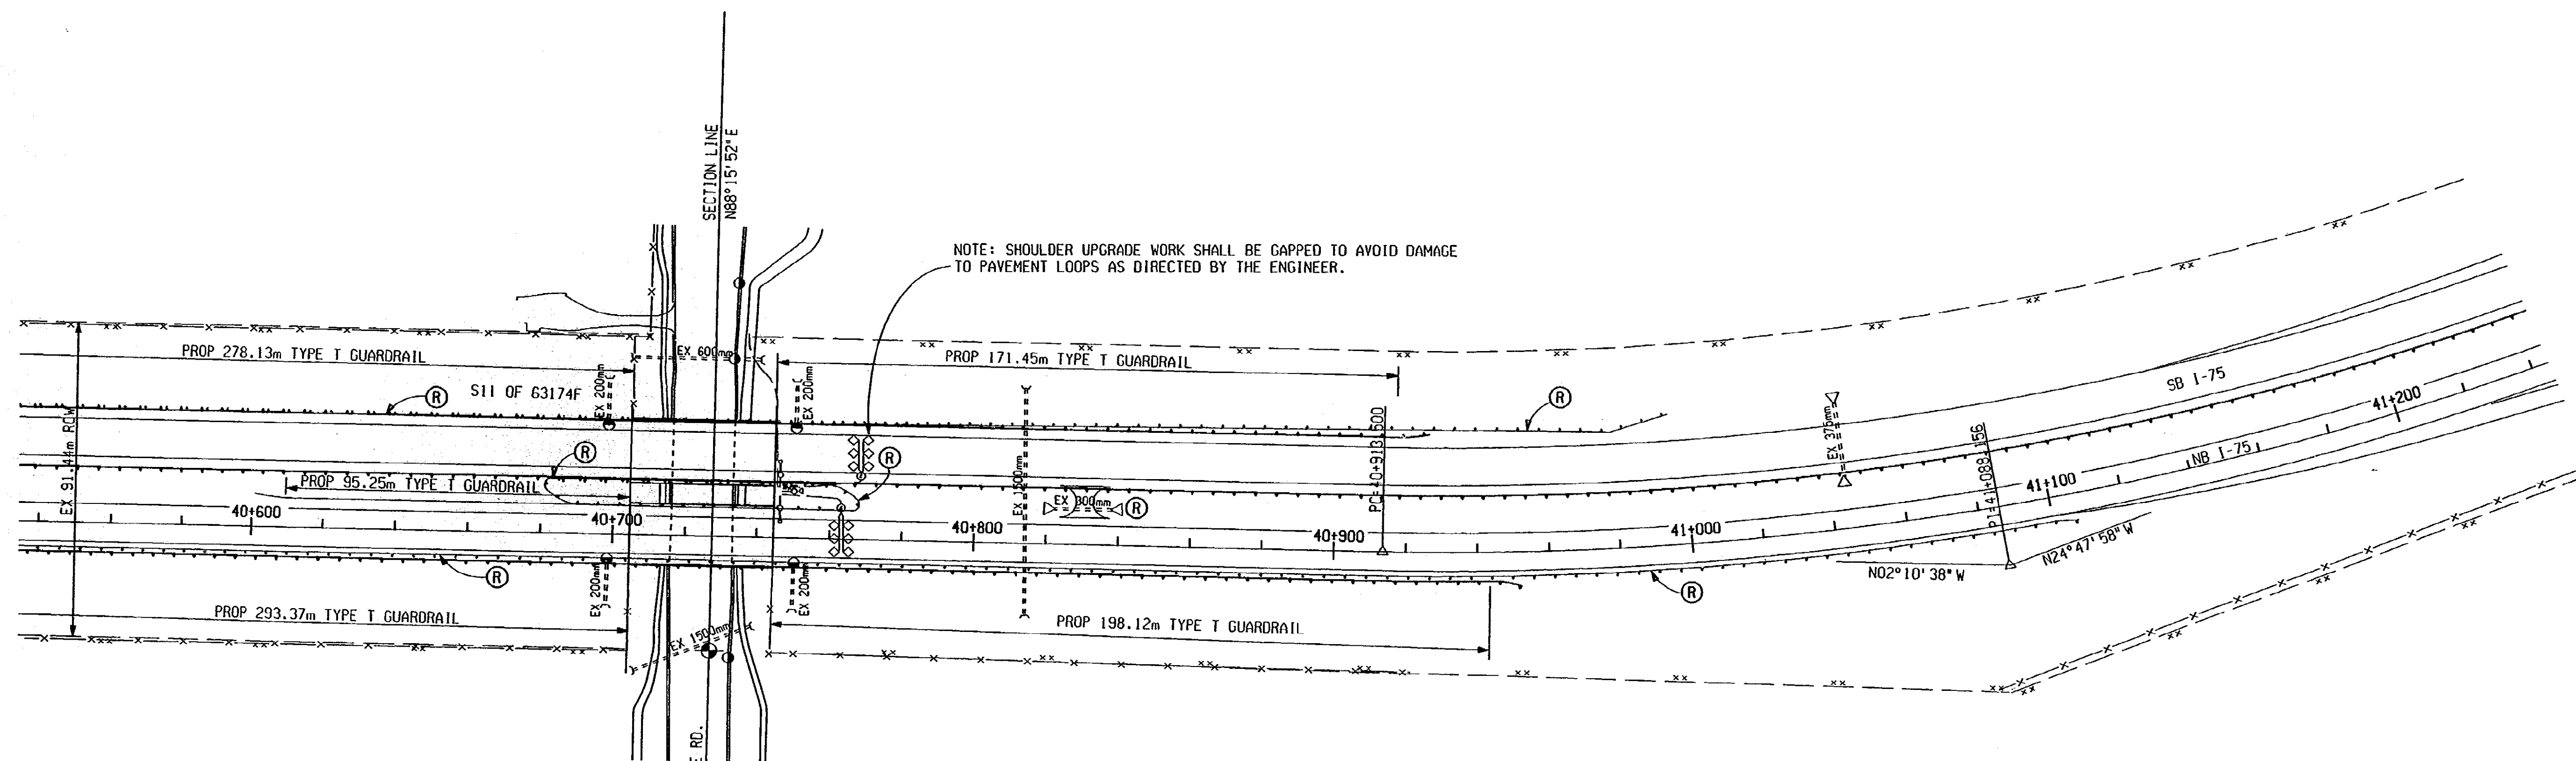 SECTION LINE
N88°15'52"E
NOTE: SHOULDER UPGRADE WORK SHALL BE GAPPED TO AVOID DAMAGE
TO PAVEMENT LOOPS AS DIRECTED BY THE ENGINEER.
PROP 278.13m TYPE T GUARDRAIL
EX 600mm
PROP 171.45m TYPE T GUARDRAIL
EX 91.44m ROW
R
S11 OF 63174F
EX 200mm
EX 200mm
R
SB I-75
41+200
PC=40+913.500
EX 375mm
PI=41+088.156
R
R
PROP 95.25m TYPE T GUARDRAIL
EX 1500mm
EX 300mm
R
NB I-75
41+100
40+600
40+700
40+800
40+900
41+000
N24°47'58"W
N02°10'38"W
R
R
EX 200mm
EX 200mm
PROP 293.37m TYPE T GUARDRAIL
EX 1500mm
PROP 198.12m TYPE T GUARDRAIL
RD.